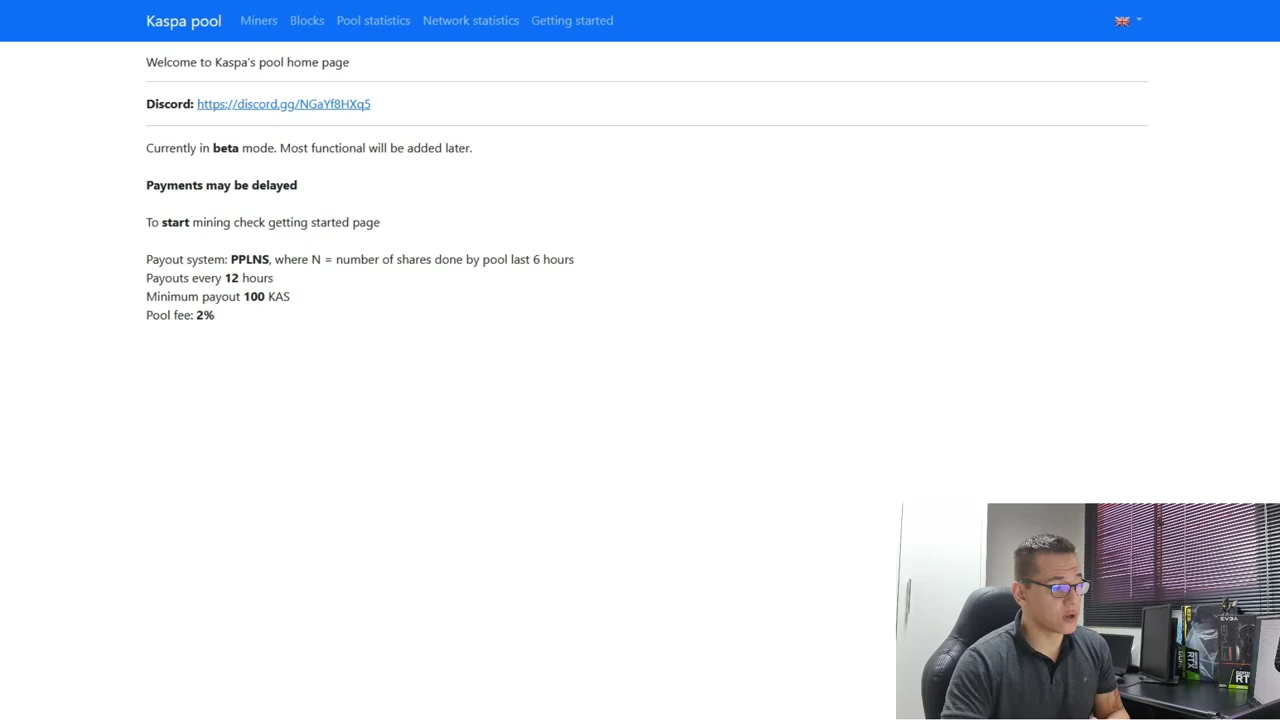 Kaspa pool Miners Blocks Pool statistics Network statistics Getting started
Welcome to Kaspa's pool home page
Discord: https://discord.gg/NGaYf8HXq5
Currently in beta mode. Most functional will be added later.
Payments may be delayed
To start mining check getting started page
Payout system: PPLNS, where N = number of shares done by pool last 6 hours
Payouts every 12 hours
Minimum payout 100 KAS
Pool fee: 2%
EVGA
RTX
RT